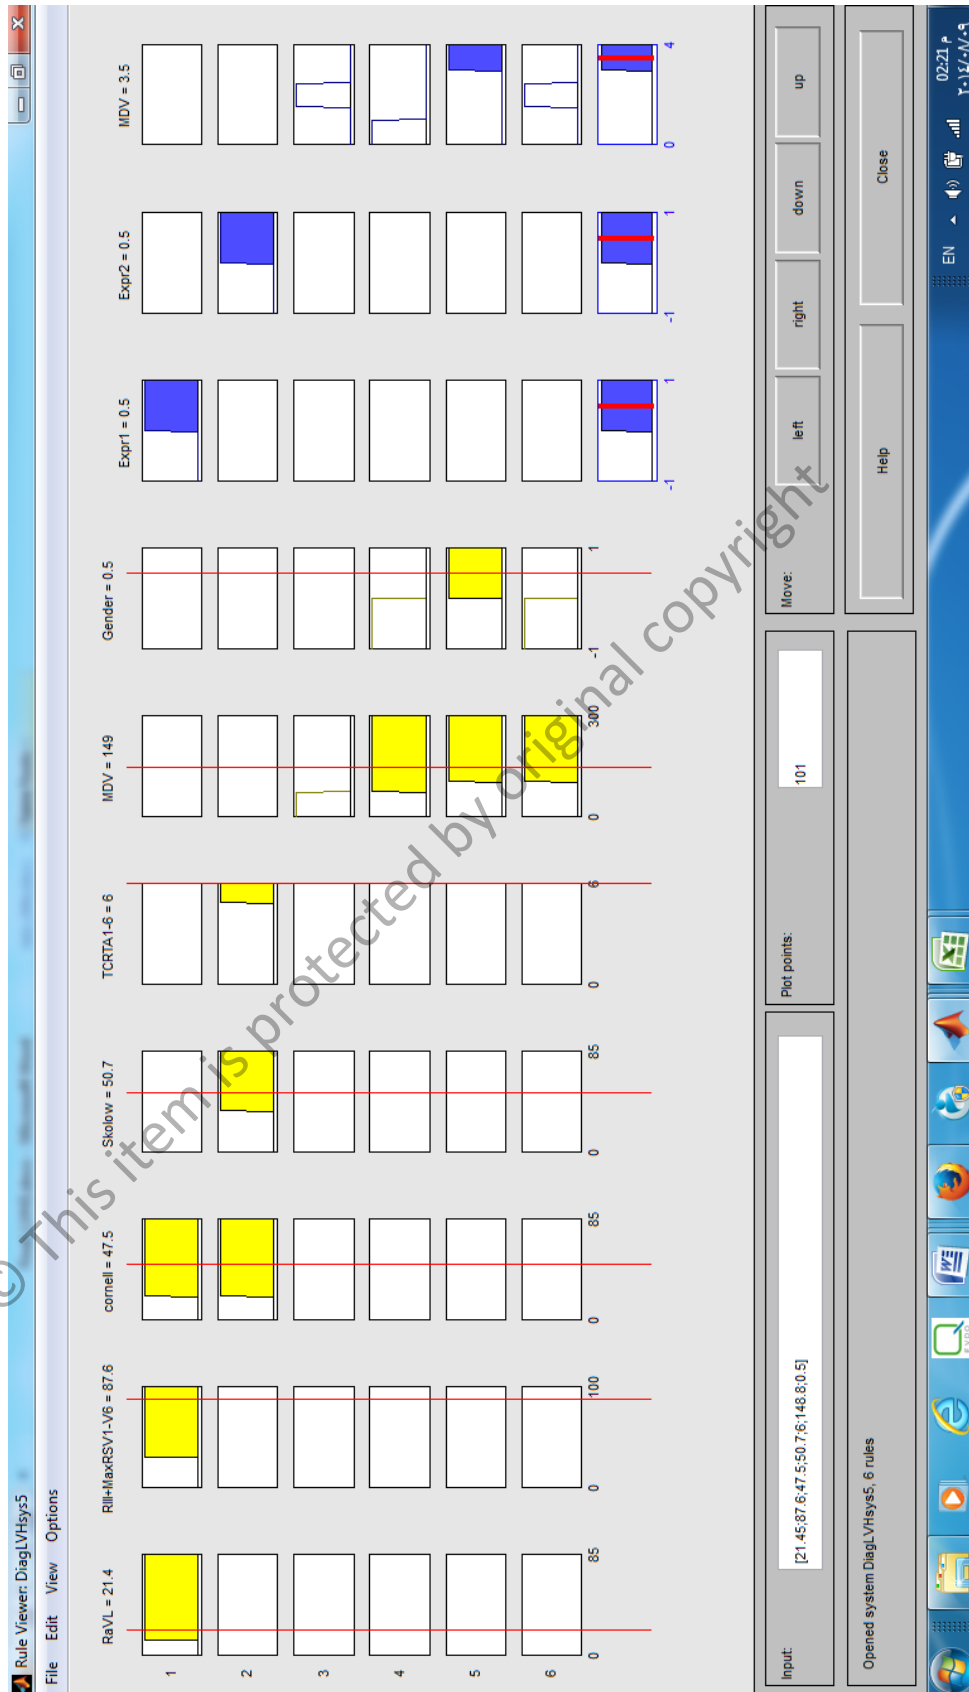 Rule Viewer: DiagLVHsys5
File Edit View Options
RaVL = 21.4
RIII+MaxRSV1-V6 = 87.6
cornell = 47.5
Skolow = 50.7
TCRTA1-6 = 6
MDV = 149
Gender = 0.5
Expr1 = 0.5
Expr2 = 0.5
MDV = 3.5
1
2
3
4
5
6
0 85
0 100
0 85
0 85
0 6
0 300
-1 1
-1 1
-1 1
0 4
Input:
[21.45;87.6;47.5;50.7;6;148.8;0.5]
Plot points:
101
Move:
left
right
down
up
Opened system DiagLVHsys5, 6 rules
Help
Close
EN
02:21 م
٢٠١٤/٠٨/٠٩
© This item is protected by original copyright